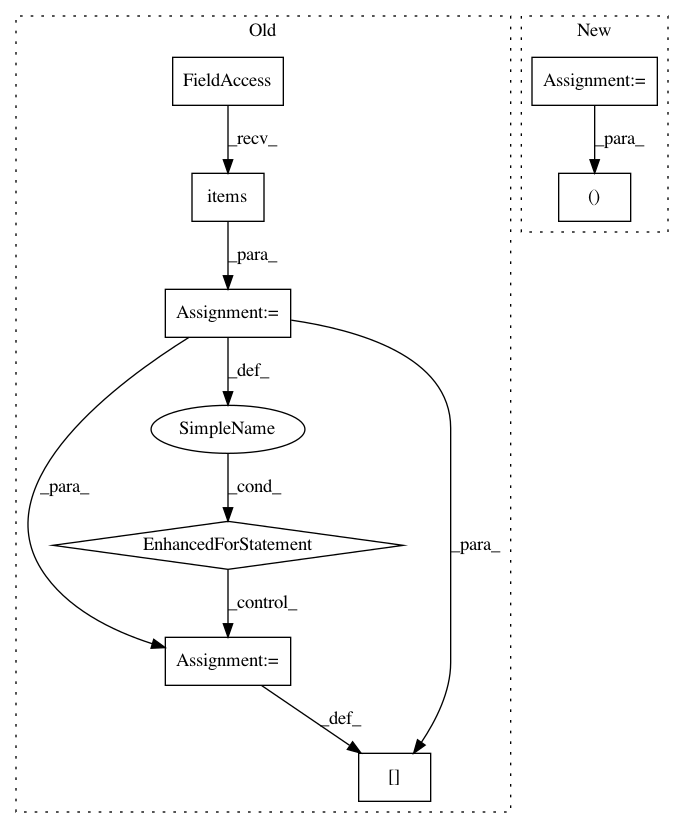 Old
New
FieldAccess
Assignment:=
_recv_
_para_
items
()
_para_
Assignment:=
_def_
SimpleName
_para_
_cond_
_para_
EnhancedForStatement
_control_
Assignment:=
_def_
[]